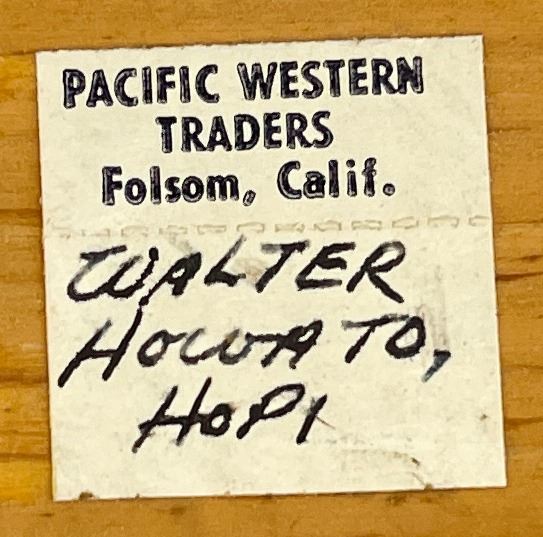 PACIFIC WESTERN
TRADERS
Folsom, Calif.
WALTER
HOWATO,
HOPI